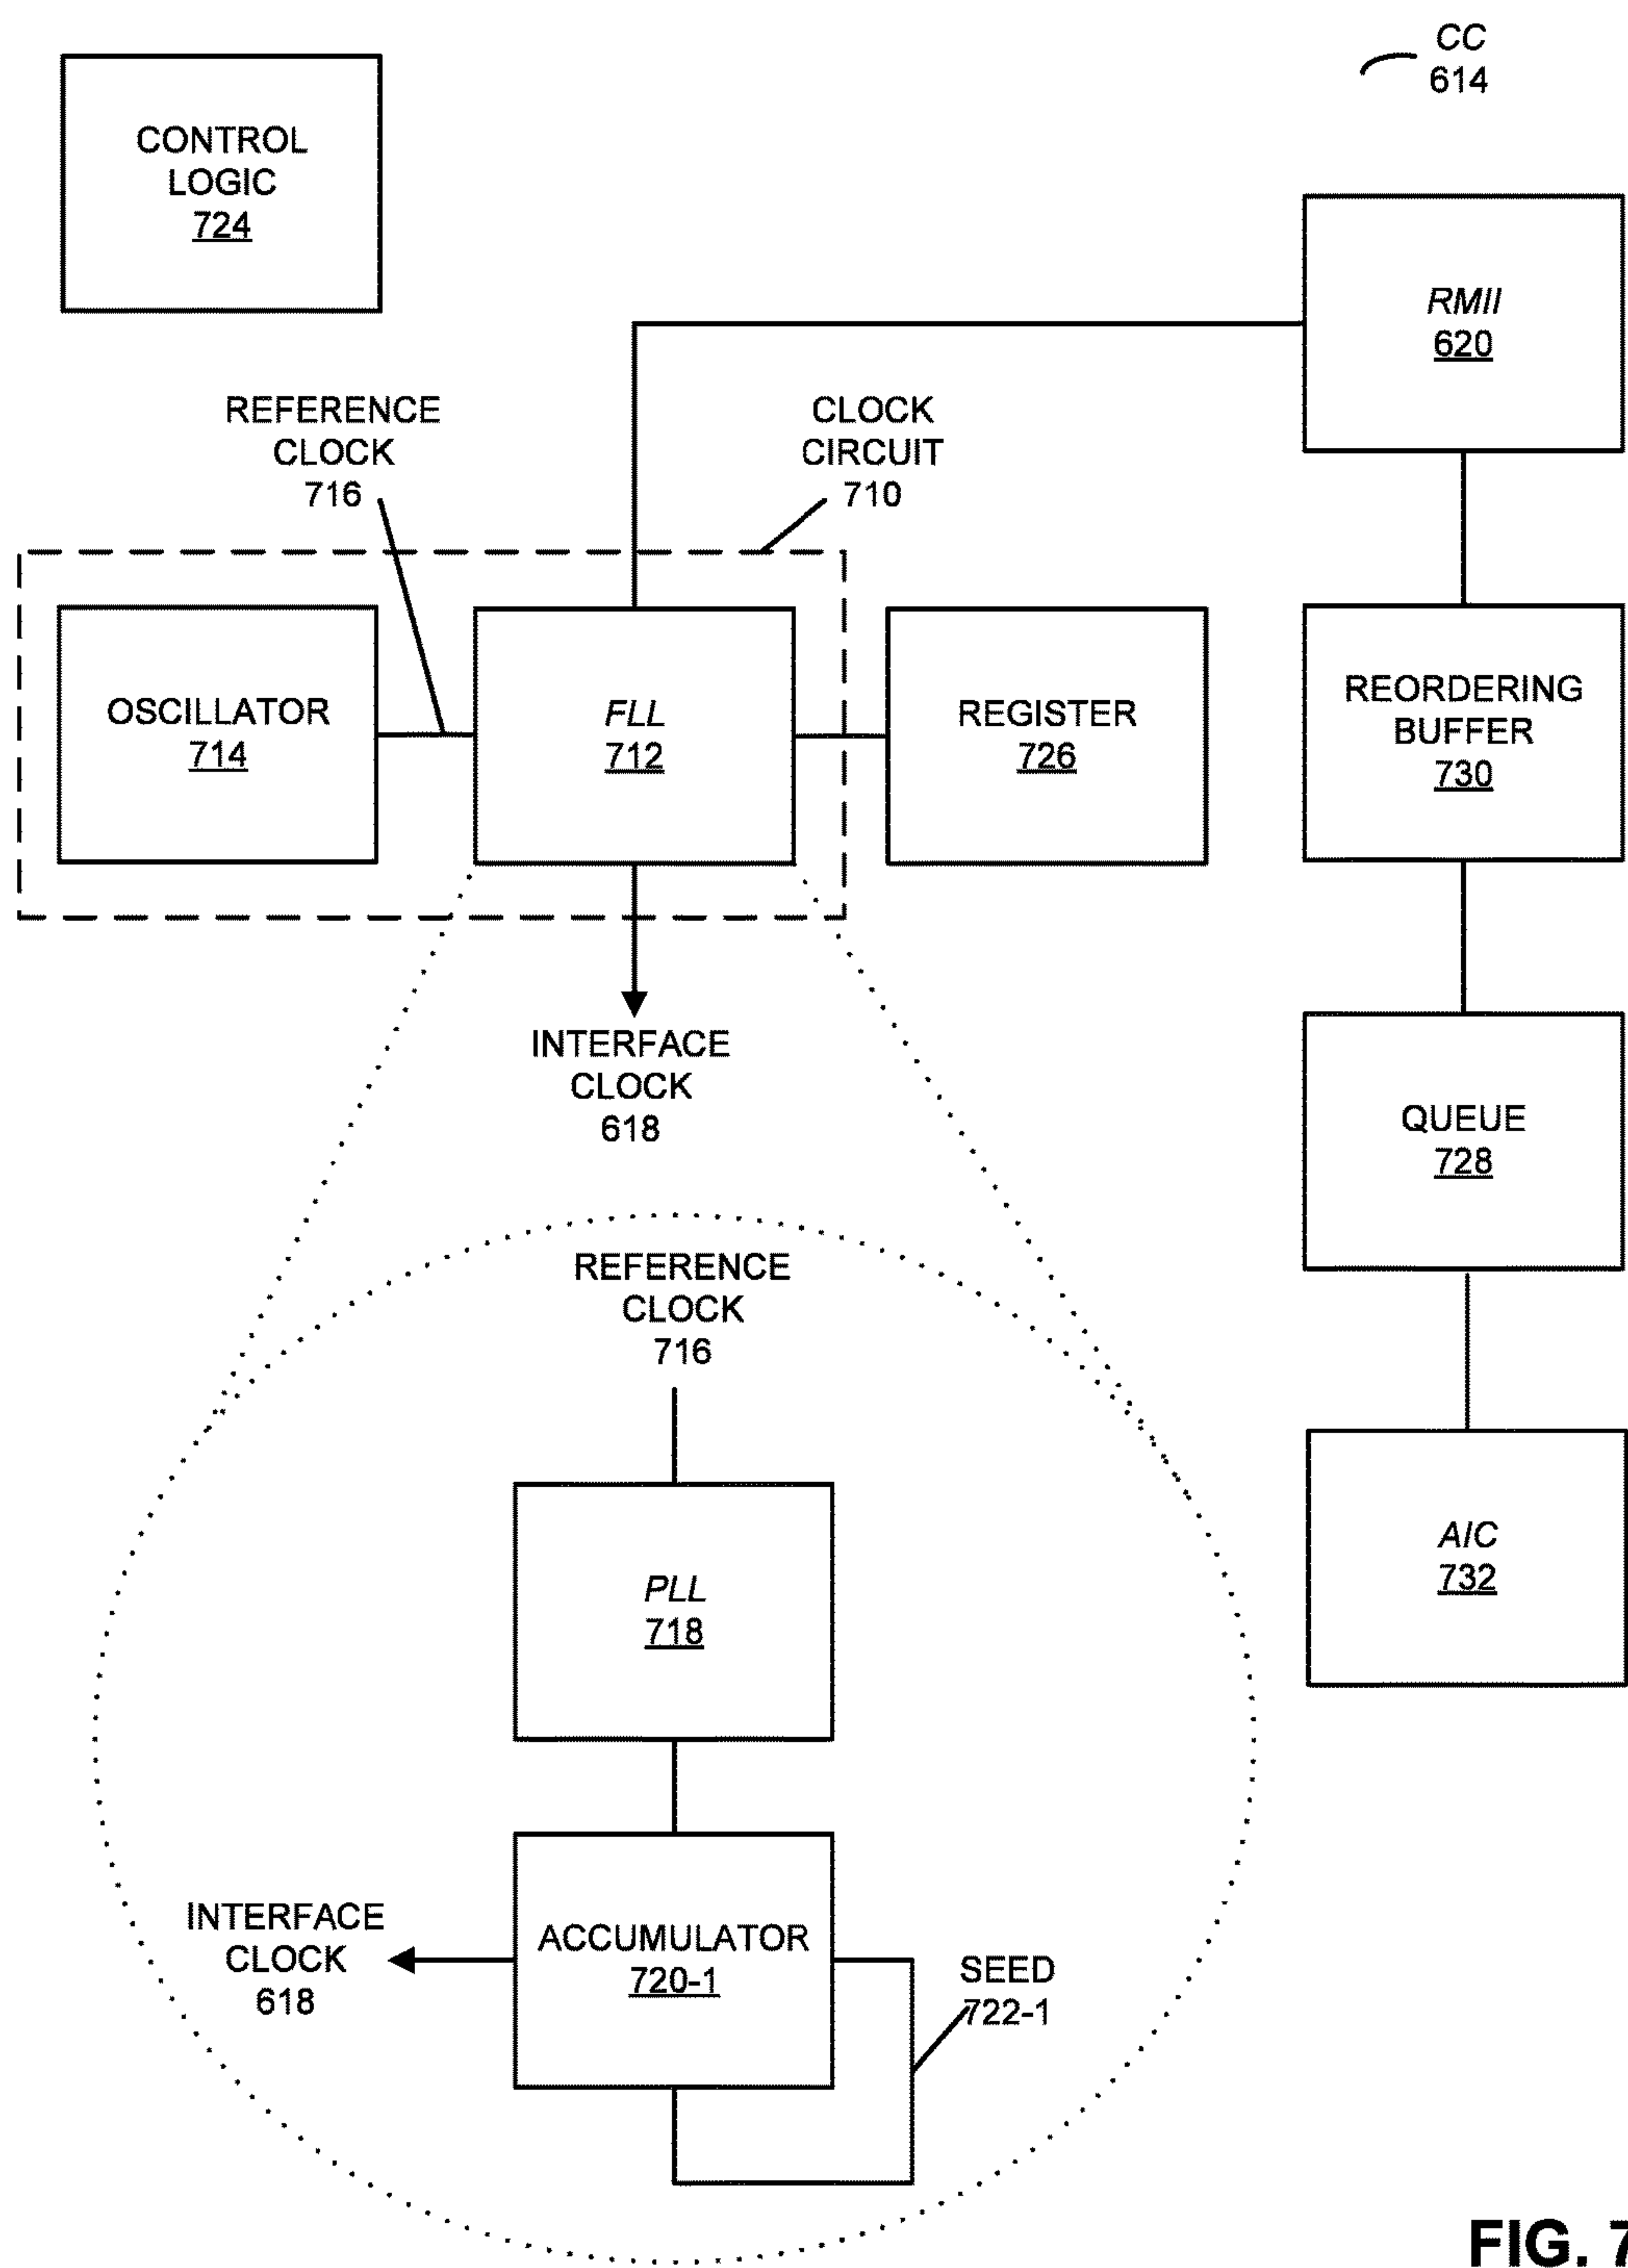 CC
614
CONTROL
LOGIC
724
RMII
620
REFERENCE
CLOCK
716
CLOCK
CIRCUIT
710
OSCILLATOR
714
FLL
712
REGISTER
726
REORDERING
BUFFER
730
INTERFACE
CLOCK
618
QUEUE
728
REFERENCE
CLOCK
716
PLL
718
AIC
732
INTERFACE
CLOCK
618
ACCUMULATOR
720-1
SEED
722-1
FIG. 7